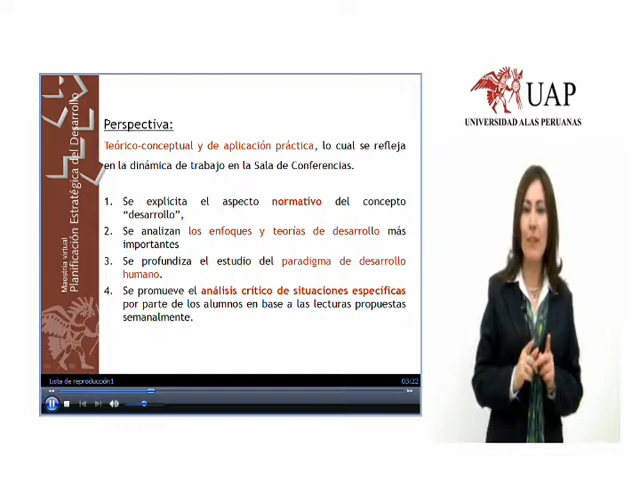 UAP
UNIVERSIDAD ALAS PERUANAS
Maestría virtual
Planificación Estratégica del Desarrollo
Perspectiva:
Teórico-conceptual y de aplicación práctica, lo cual se refleja
en la dinámica de trabajo en la Sala de Conferencias.
1. Se explicita el aspecto normativo del concepto
“desarrollo”,
2. Se analizan los enfoques y teorías de desarrollo más
importantes
3. Se profundiza el estudio del paradigma de desarrollo
humano.
4. Se promueve el análisis crítico de situaciones específicas
por parte de los alumnos en base a las lecturas propuestas
semanalmente.
Lista de reproducción1
03:22